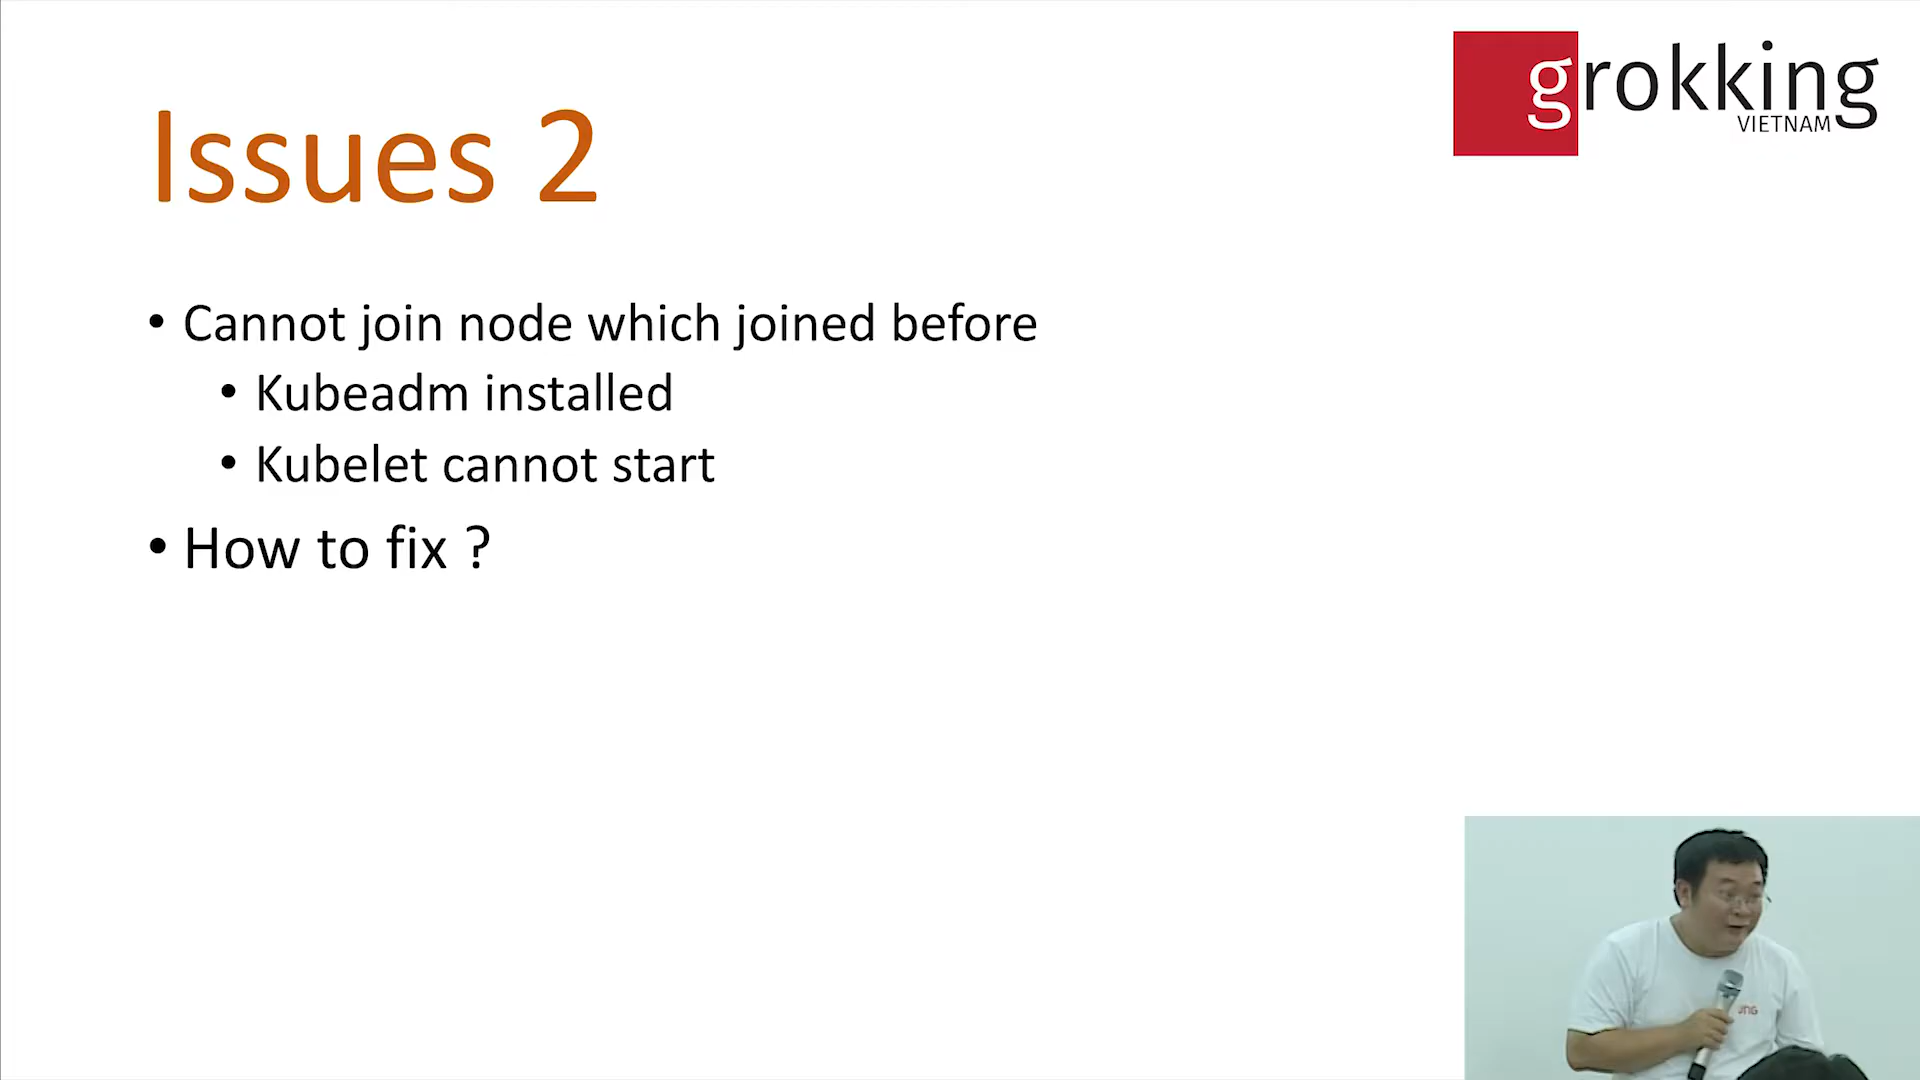 grokking
VIETNAM
Issues 2
• Cannot join node which joined before
• Kubeadm installed
• Kubelet cannot start
• How to fix ?